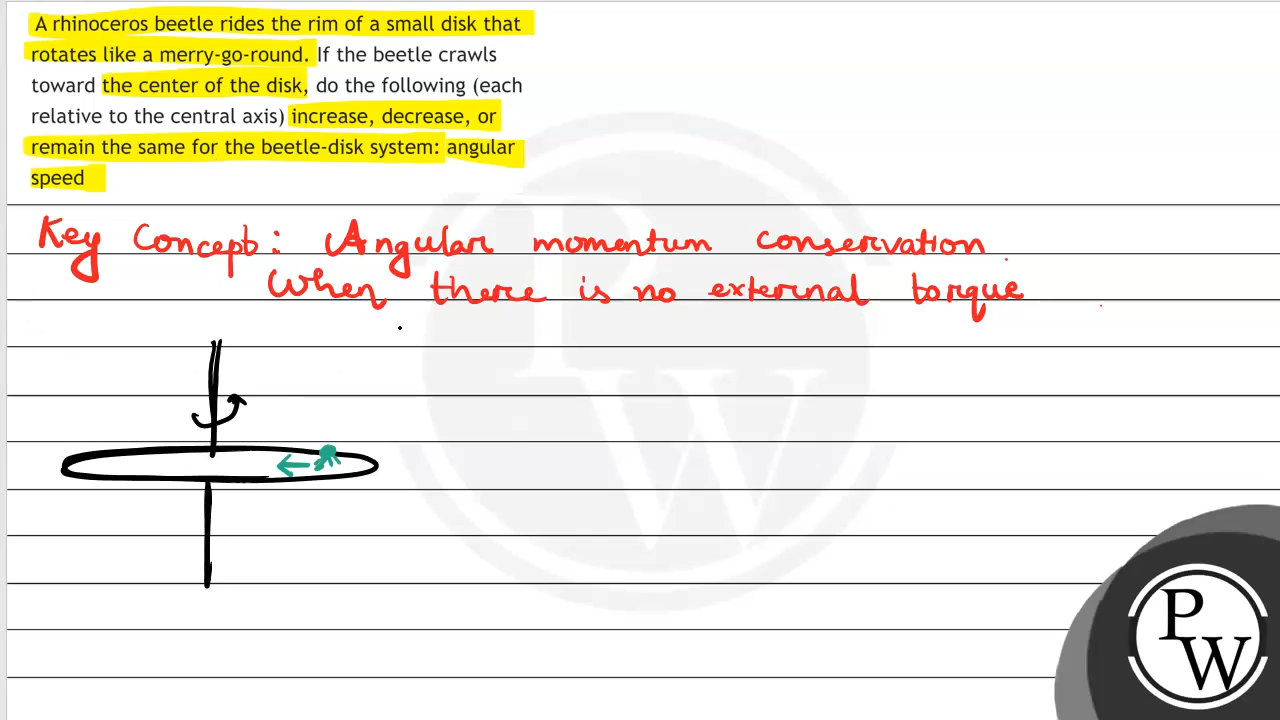 A rhinoceros beetle rides the rim of a small disk that
rotates like a merry-go-round. If the beetle crawls
toward the center of the disk, do the following (each
relative to the central axis) increase, decrease, or
remain the same for the beetle-disk system: angular
speed
Key Concept: Angular momentum conservation
When there is no external torque
P
W
P
W